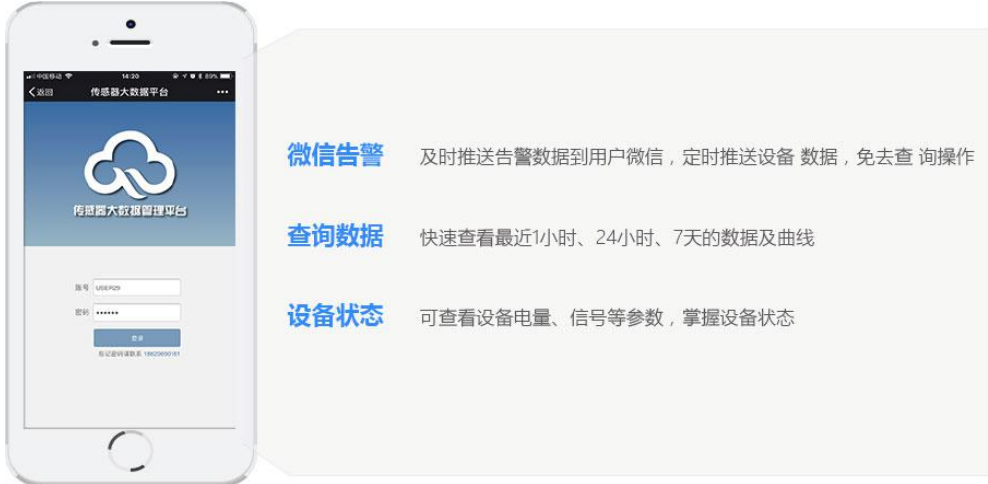 中国移动
14:20
89%
返回
传感器大数据平台
传感器大数据管理平台
账号
USER29
密码
登录
忘记密码请联系
微信告警
及时推送告警数据到用户微信，定时推送设备 数据，免去查 询操作
查询数据
快速查看最近1小时、24小时、7天的数据及曲线
设备状态
可查看设备电量、信号等参数，掌握设备状态